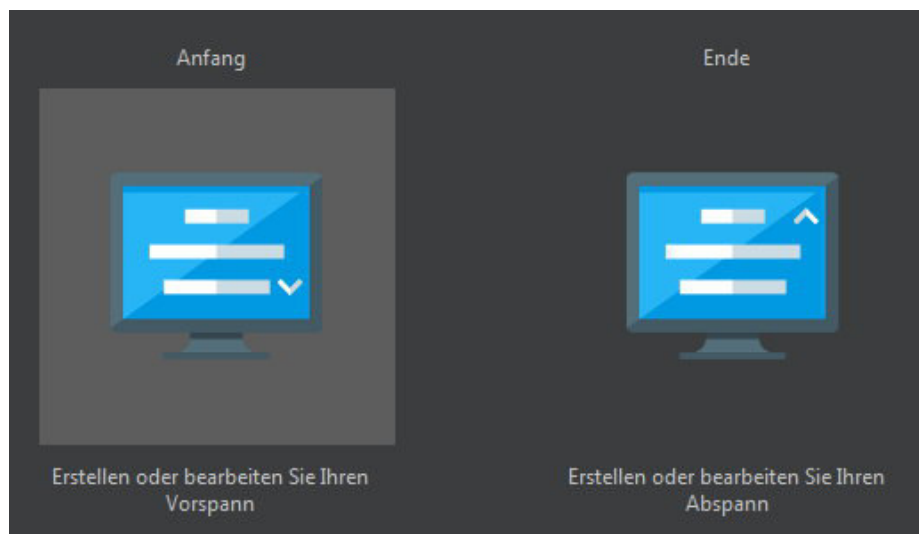 Anfang
Ende
Erstellen oder bearbeiten Sie Ihren
Vorspann
Erstellen oder bearbeiten Sie Ihren
Abspann